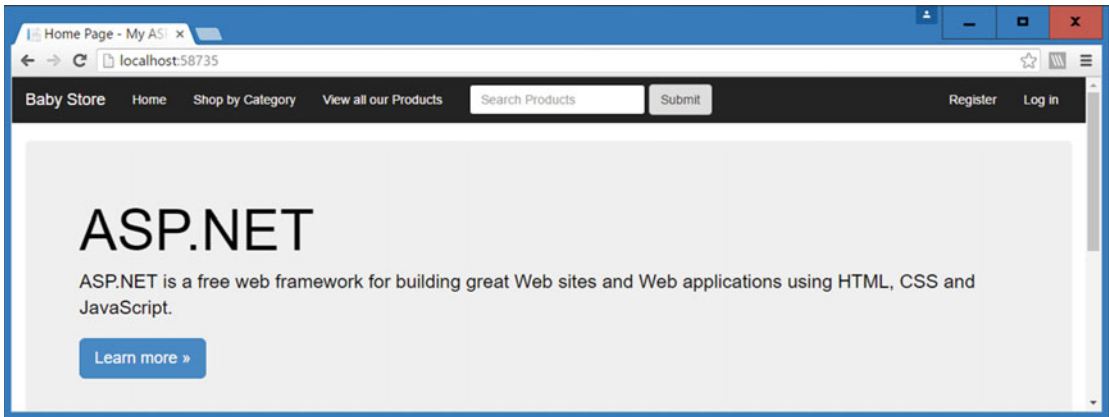 Home Page - My AS
localhost:58735
Baby Store Home Shop by Category View all our Products Search Products Submit Register Log in
ASP.NET
ASP.NET is a free web framework for building great Web sites and Web applications using HTML, CSS and
JavaScript.
Learn more »